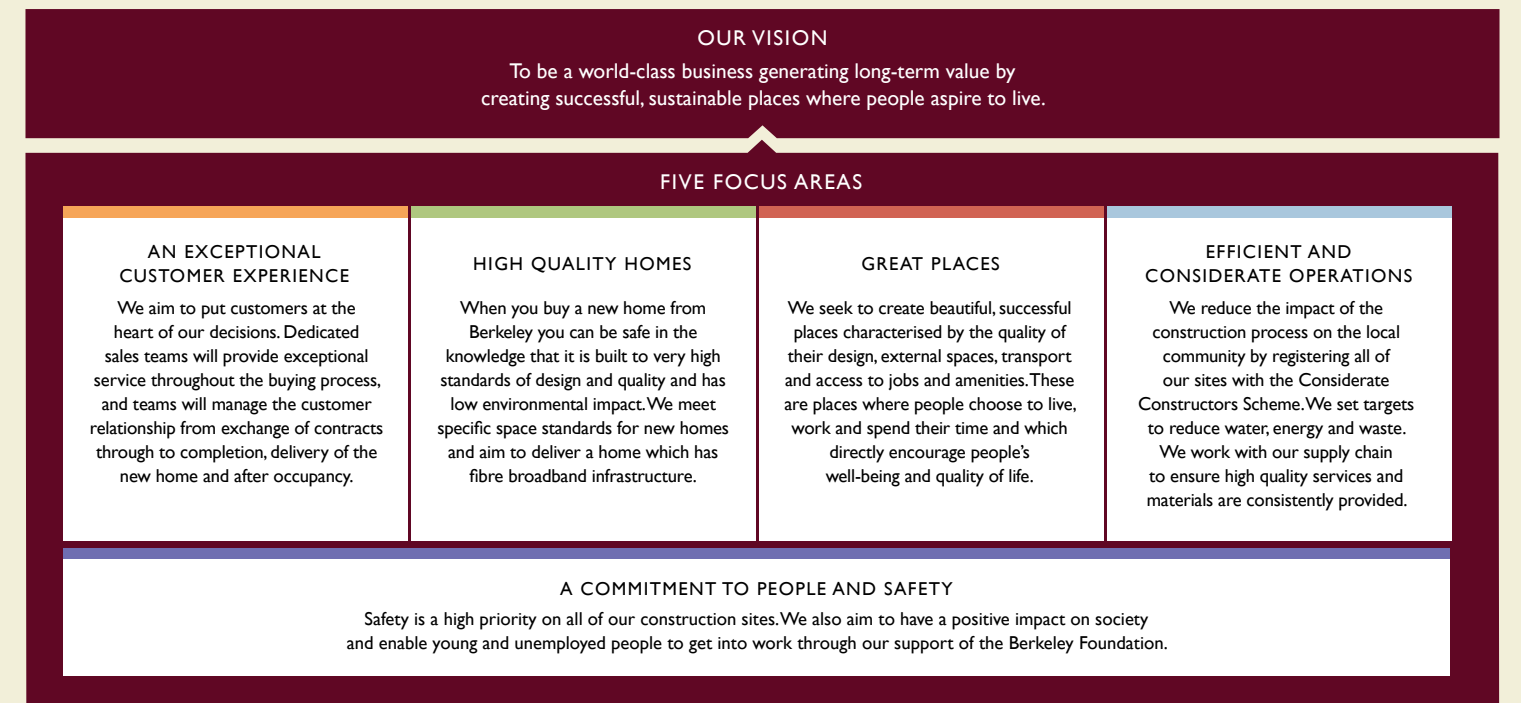 OUR VISION
To be a world-class business generating long-term value by
creating successful, sustainable places where people aspire to live.
FIVE FOCUS AREAS
AN EXCEPTIONAL
CUSTOMER EXPERIENCE
We aim to put customers at the
heart of our decisions. Dedicated
sales teams will provide exceptional
service throughout the buying process,
and teams will manage the customer
relationship from exchange of contracts
through to completion, delivery of the
new home and after occupancy.
HIGH QUALITY HOMES
When you buy a new home from
Berkeley you can be safe in the
knowledge that it is built to very high
standards of design and quality and has
low environmental impact. We meet
specific space standards for new homes
and aim to deliver a home which has
fibre broadband infrastructure.
GREAT PLACES
We seek to create beautiful, successful
places characterised by the quality of
their design, external spaces, transport
and access to jobs and amenities. These
are places where people choose to live,
work and spend their time and which
directly encourage people's
well-being and quality of life.
EFFICIENT AND
CONSIDERATE OPERATIONS
We reduce the impact of the
construction process on the local
community by registering all of
our sites with the Considerate
Constructors Scheme. We set targets
to reduce water, energy and waste.
We work with our supply chain
to ensure high quality services and
materials are consistently provided.
A COMMITMENT TO PEOPLE AND SAFETY
Safety is a high priority on all of our construction sites. We also aim to have a positive impact on society
and enable young and unemployed people to get into work through our support of the Berkeley Foundation.